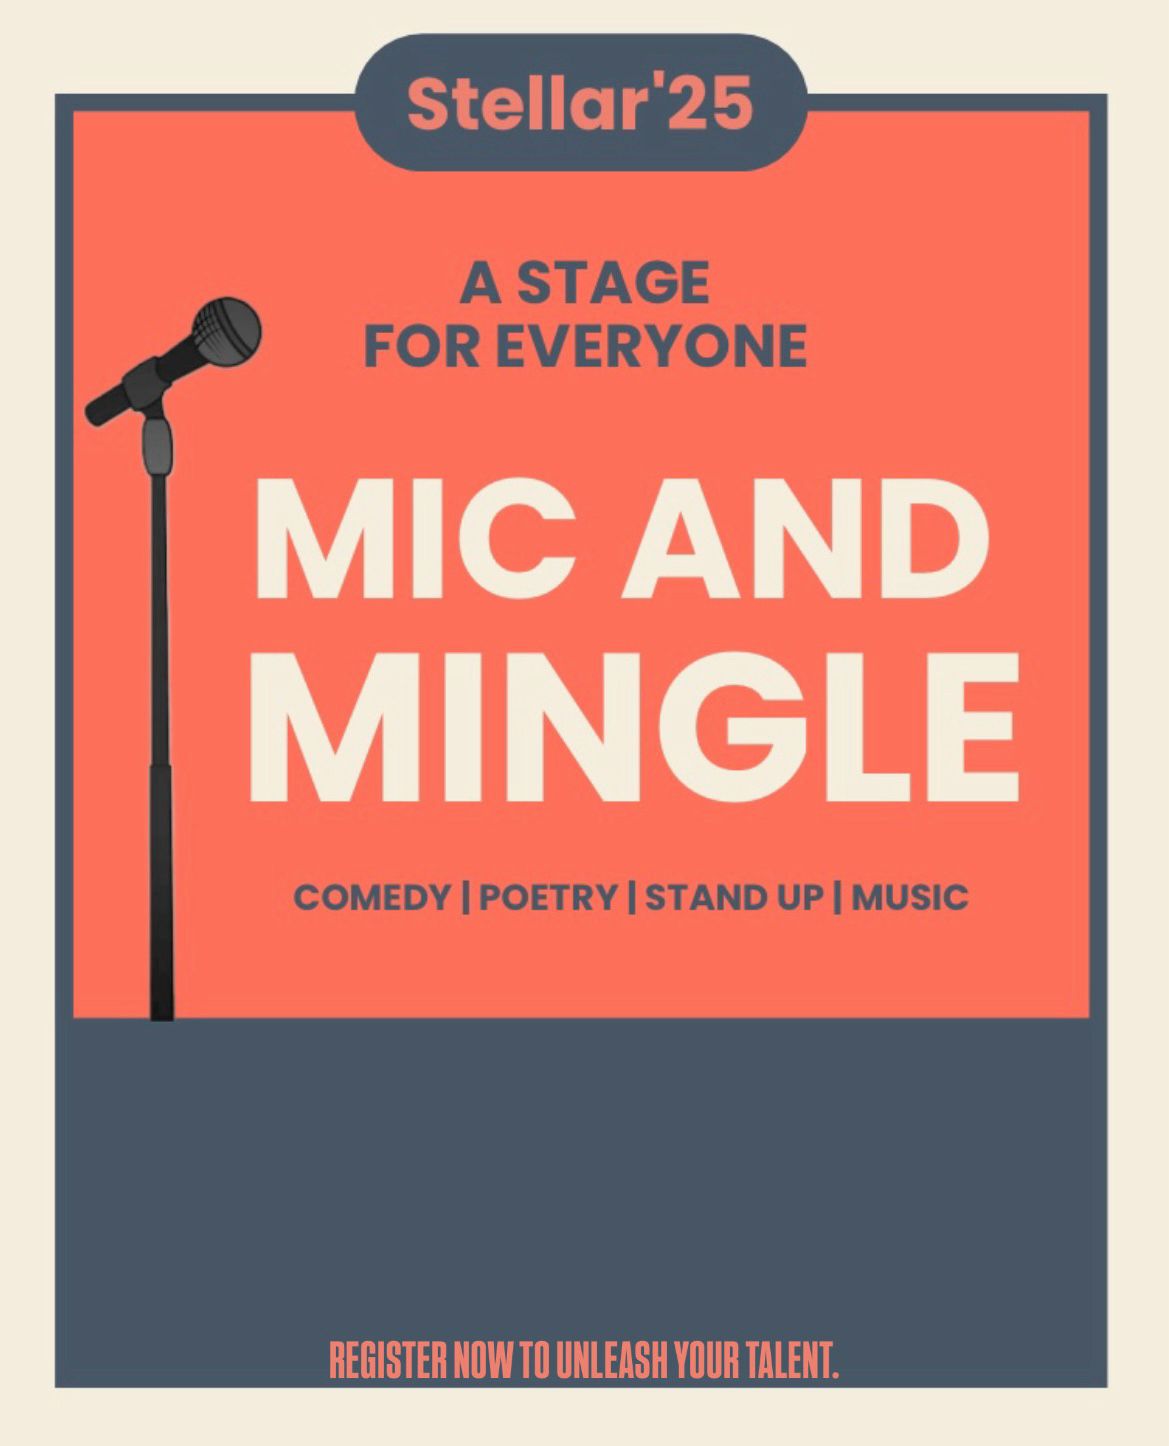 Stellar'25
A STAGE
FOR EVERYONE
MIC AND
MINGLE
COMEDY | POETRY | STAND UP | MUSIC
REGISTER NOW TO UNLEASH YOUR TALENT.